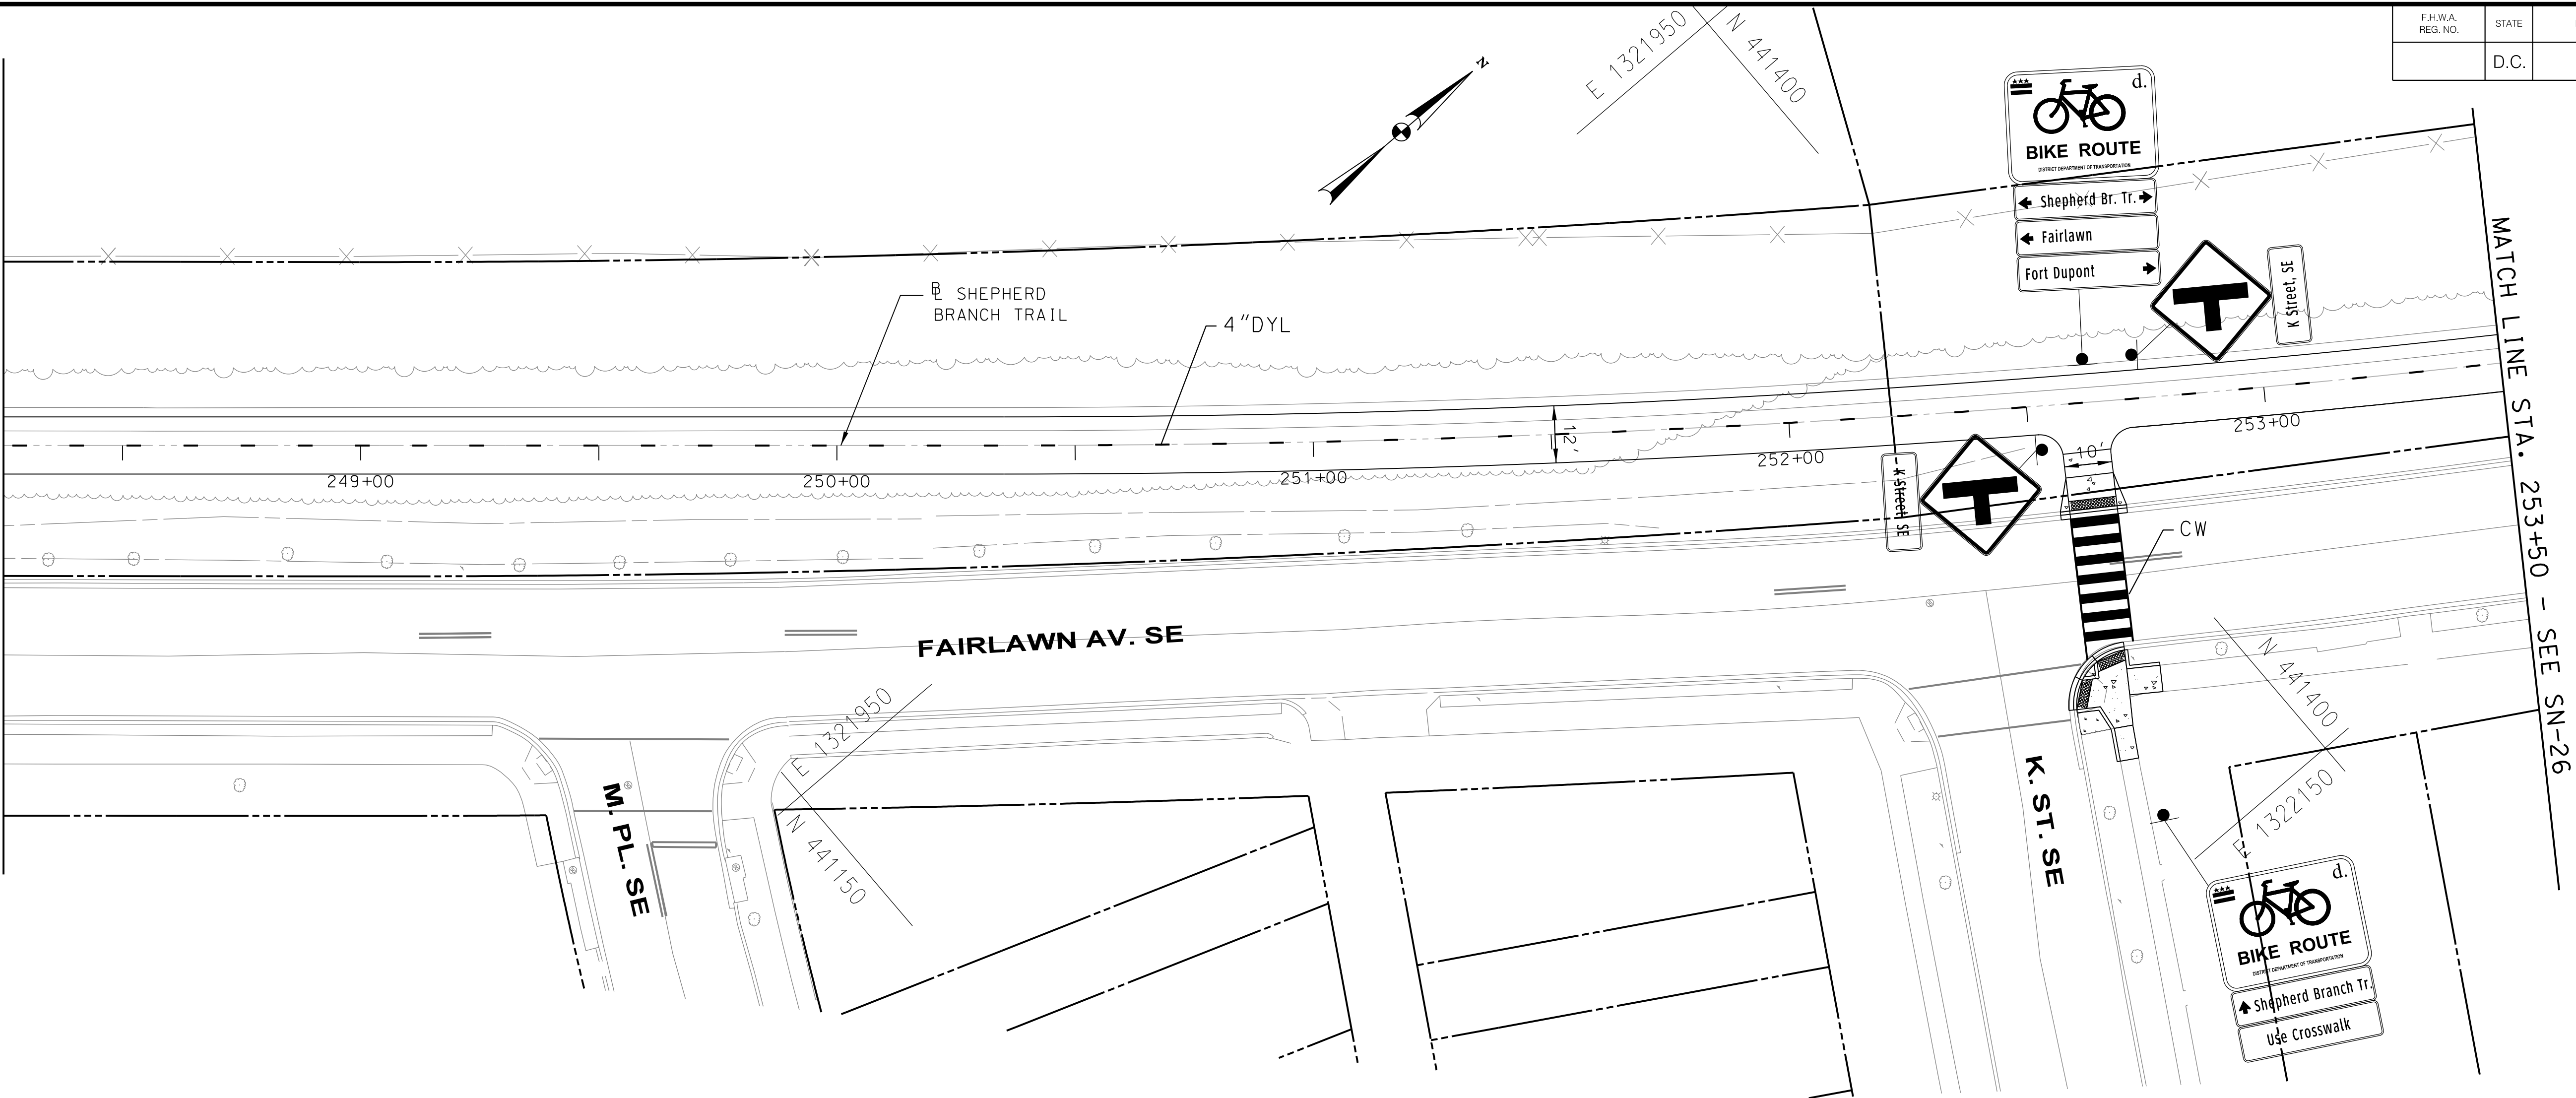 F.H.W.A.
REG. NO.
STATE
D.C.
E 1321950
N 441400
N
d.
BIKE ROUTE
DISTRICT DEPARTMENT OF TRANSPORTATION
Shepherd Br. Tr.
Fairlawn
Fort Dupont
K Street, SE
BL SHEPHERD
BRANCH TRAIL
4"DYL
12'
10'
249+00
250+00
251+00
252+00
253+00
K Street, SE
CW
MATCH LINE STA. 253+50 - SEE SN-26
FAIRLAWN AV. SE
E 1321950
N 441150
M. PL. SE
K. ST. SE
N 441400
E 1322150
d.
BIKE ROUTE
DISTRICT DEPARTMENT OF TRANSPORTATION
Shepherd Branch Tr.
Use Crosswalk